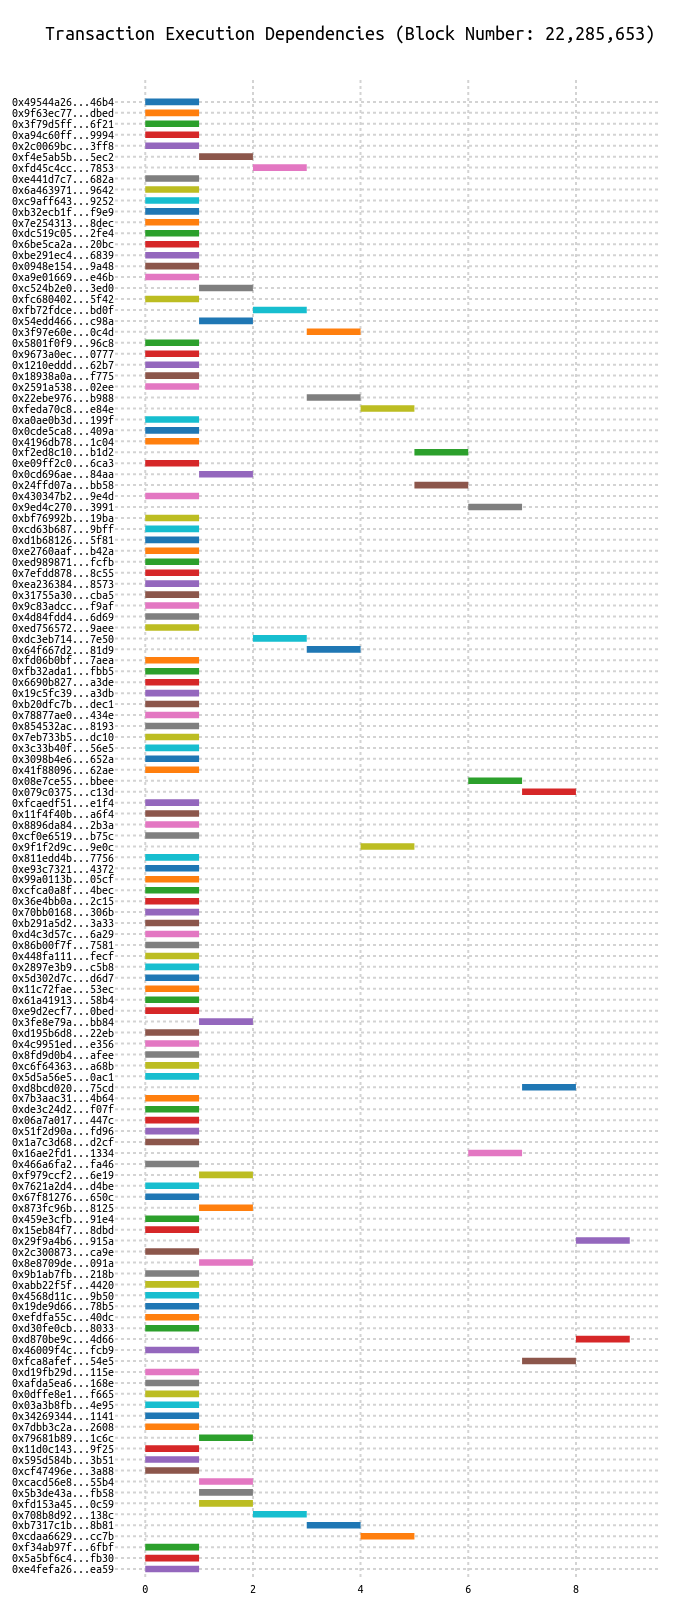 Transaction Execution Dependencies (Block Number: 22,285,653)
0x49544a26...46b4
0x9f63ec77...dbed
0x3f79d5ff...6f21
0xa94c60ff...9994
0x2c0069bc...3ff8
0xf4e5ab5b...5ec2
0xfd45c4cc...7853
0xe441d7c7...682a
0x6a463971...9642
0xc9aff643...9252
0xb32ecb1f...f9e9
0x7e254313...8dec
0xdc519c05...2fe4
0x6be5ca2a...20bc
0xbe291ec4...6839
0x0948e154...9a48
0xa9e01669...e46b
0xc524b2e0...3ed0
0xfc680402...5f42
0xfb72fdce...bd0f
0x54edd466...c98a
0x3f97e60e...0c4d
0x5801f0f9...96c8
0x9673a0ec...0777
0x1210eddd...62b7
0x18938a0a...f775
0x2591a538...02ee
0x22ebe976...b988
0xfeda70c8...e84e
0xa0ae0b3d...199f
0x0cde5ca8...409a
0x4196db78...1c04
0xf2ed8c10...b1d2
0xe09ff2c0...6ca3
0x0cd696ae...84aa
0x24ffd07a...bb58
0x430347b2...9e4d
0x9ed4c270...3991
0xbf76992b...19ba
0xcd63b687...9bff
0xd1b68126...5f81
0xe2760aaf...b42a
0xed989871...fcfb
0x7efdd878...8c55
0xea236384...8573
0x31755a30...cba5
0x9c83adcc...f9af
0x4d84fdd4...6d69
0xed756572...9aee
0xdc3eb714...7e50
0x64f667d2...81d9
0xfd06b0bf...7aea
0xfb32ada1...fbb5
0x6690b827...a3de
0x19c5fc39...a3db
0xb20dfc7b...dec1
0x78877ae0...434e
0x854532ac...8193
0x7eb733b5...dc10
0x3c33b40f...56e5
0x3098b4e6...652a
0x41f88096...62ae
0x08e7ce55...bbee
0x079c0375...c13d
0xfcaedf51...e1f4
0x11f4f40b...a6f4
0x8896da84...2b3a
0xcf0e6519...b75c
0x9f1f2d9c...9e0c
0x811edd4b...7756
0xe93c7321...4372
0x99a0113b...05cf
0xcfca0a8f...4bec
0x36e4bb0a...2c15
0x70bb0168...306b
0xb291a5d2...3a33
0xd4c3d57c...6a29
0x86b00f7f...7581
0x448fa111...fecf
0x2897e3b9...c5b8
0x5d302d7c...d6d7
0x11c72fae...53ec
0x61a41913...58b4
0xe9d2ecf7...0bed
0x3fe8e79a...bb84
0xd195b6d8...22eb
0x4c9951ed...e356
0x8fd9d0b4...afee
0xc6f64363...a68b
0x5d5a56e5...0ac1
0xd8bcd020...75cd
0x7b3aac31...4b64
0xde3c24d2...f07f
0x06a7a017...447c
0x51f2d90a...fd96
0x1a7c3d68...d2cf
0x16ae2fd1...1334
0x466a6fa2...fa46
0xf979ccf2...6e19
0x7621a2d4...d4be
0x67f81276...650c
0x873fc96b...8125
0x459e3cfb...91e4
0x15eb84f7...8dbd
0x29f9a4b6...915a
0x2c300873...ca9e
0x8e8709de...091a
0x9b1ab7fb...218b
0xabb22f5f...4420
0x4568d11c...9b50
0x19de9d66...78b5
0xefdfa55c...40dc
0xd30fe0cb...8033
0xd870be9c...4d66
0x46009f4c...fcb9
0xfca8afef...54e5
0xd19fb29d...115e
0xafda5ea6...168e
0x0dffe8e1...f665
0x03a3b8fb...4e95
0x34269344...1141
0x7dbb3c2a...2608
0x79681b89...1c6c
0x11d0c143...9f25
0x595d584b...3b51
0xcf47496e...3a88
0xcacd56e8...55b4
0x5b3de43a...fb58
0xfd153a45...0c59
0x708b8d92...138c
0xb7317c1b...8b81
0xcdaa6629...cc7b
0xf34ab97f...6fbf
0x5a5bf6c4...fb30
0xe4fefa26...ea59
0 2 4 6 8